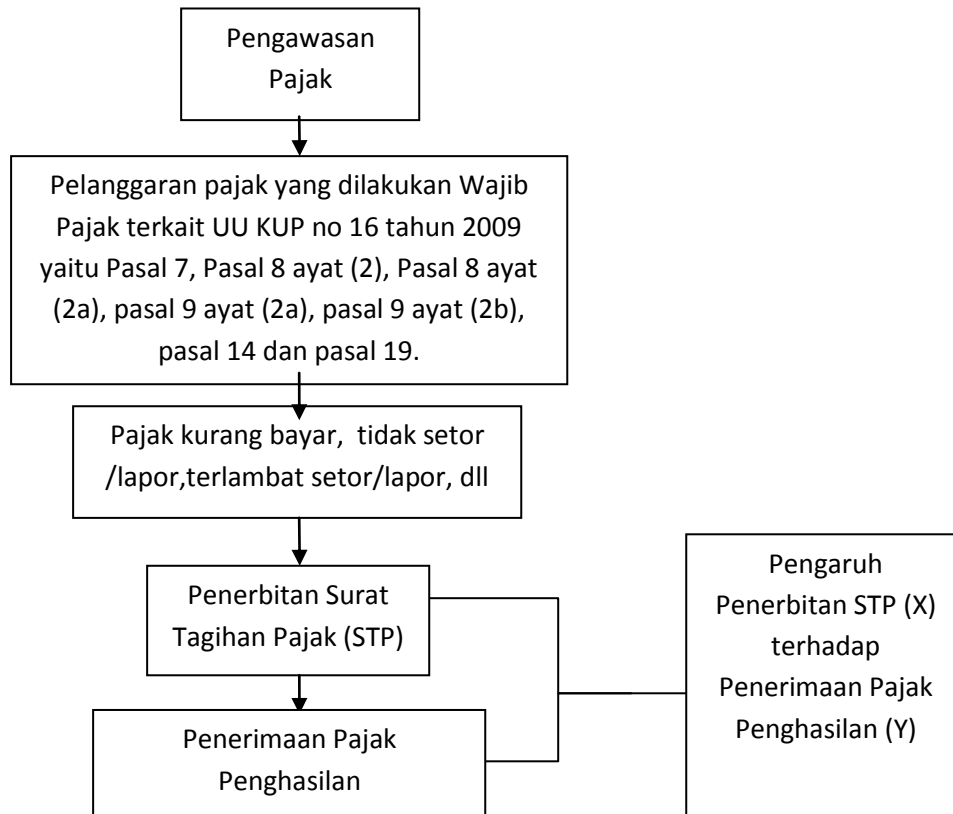 Pengawasan
Pajak
Pelanggaran pajak yang dilakukan Wajib
Pajak terkait UU KUP no 16 tahun 2009
yaitu Pasal 7, Pasal 8 ayat (2), Pasal 8 ayat
(2a), pasal 9 ayat (2a), pasal 9 ayat (2b),
pasal 14 dan pasal 19.
Pajak kurang bayar,  tidak setor
/lapor,terlambat setor/lapor, dll
Penerbitan Surat
Tagihan Pajak (STP)
Penerimaan Pajak
Penghasilan
Pengaruh
Penerbitan STP (X)
terhadap
Penerimaan Pajak
Penghasilan (Y)